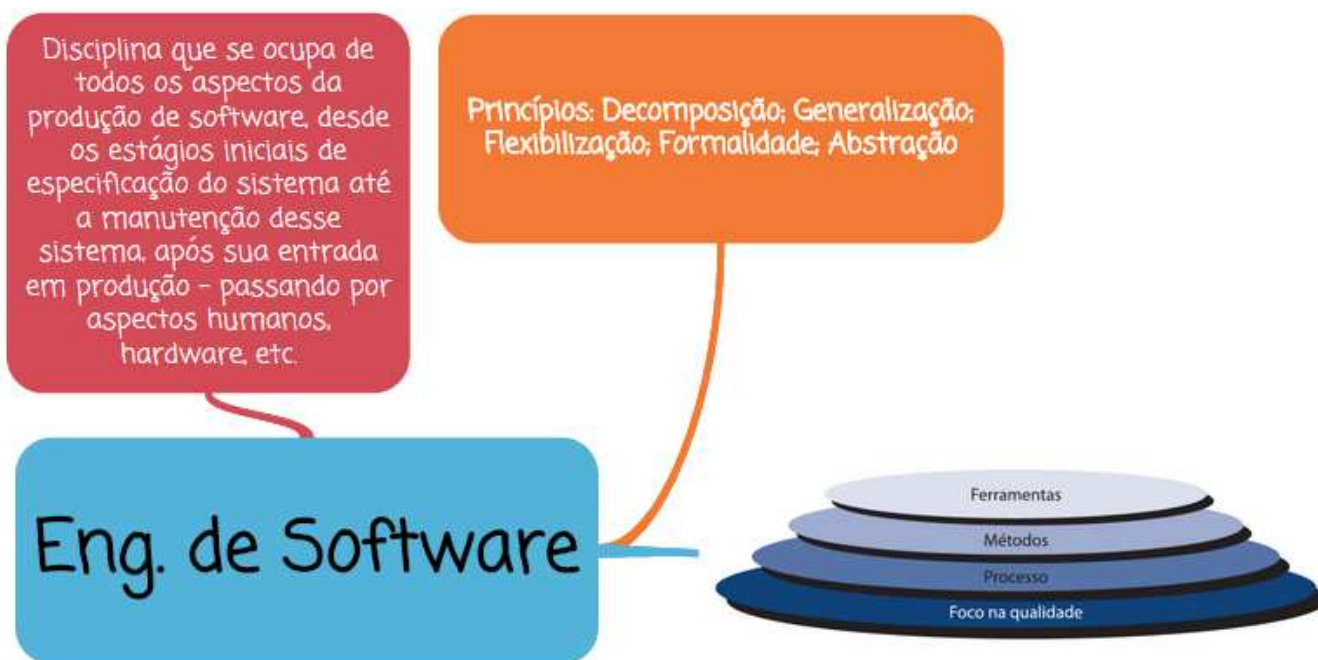 Disciplina que se ocupa de
todos os aspectos da
produção de software, desde
os estágios iniciais de
especificação do sistema até
a manutenção desse
sistema, após sua entrada
em produção - passando por
aspectos humanos,
hardware, etc.
Princípios: Decomposição; Generalização;
Flexibilização; Formalidade; Abstração
Eng. de Software
Ferramentas
Métodos
Processo
Foco na qualidade